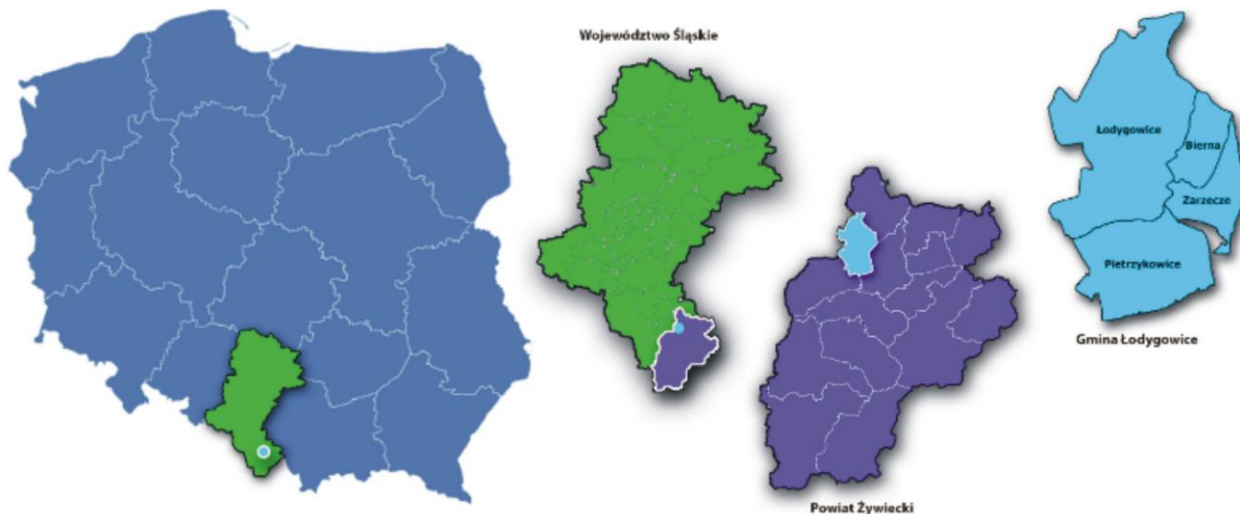 Województwo Śląskie
Łodygowice
Bierna
Zarzecze
Pietrzykowice
Gmina Łodygowice
Powiat Żywiecki